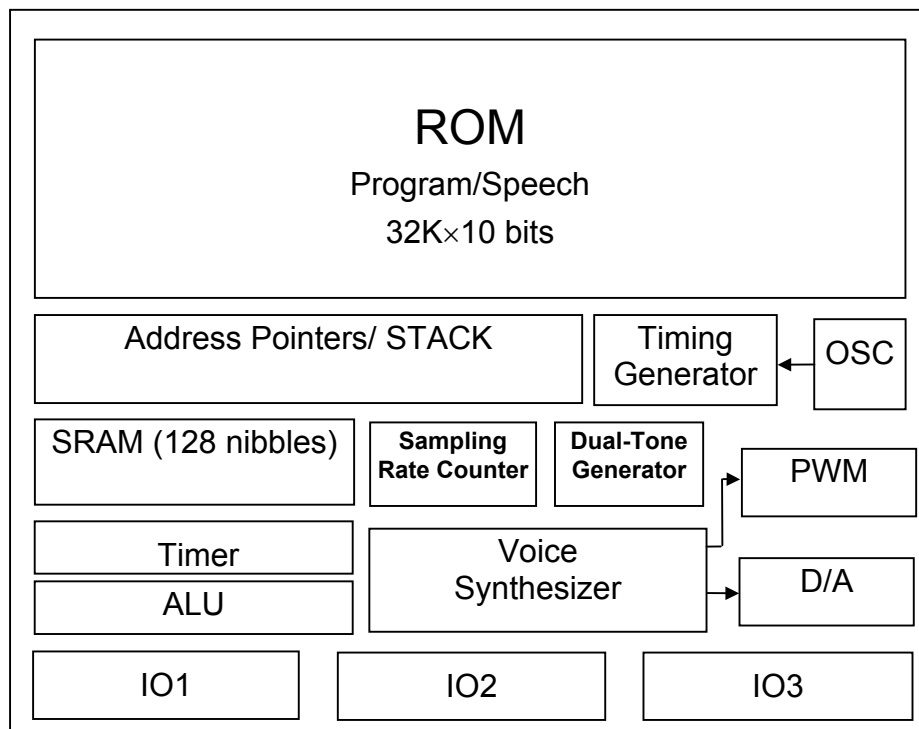 ROM
Program/Speech
32K×10 bits
Address Pointers/ STACK
Timing
Generator
OSC
SRAM (128 nibbles)
Sampling
Rate Counter
Dual-Tone
Generator
PWM
Timer
Voice
Synthesizer
D/A
ALU
IO1
IO2
IO3